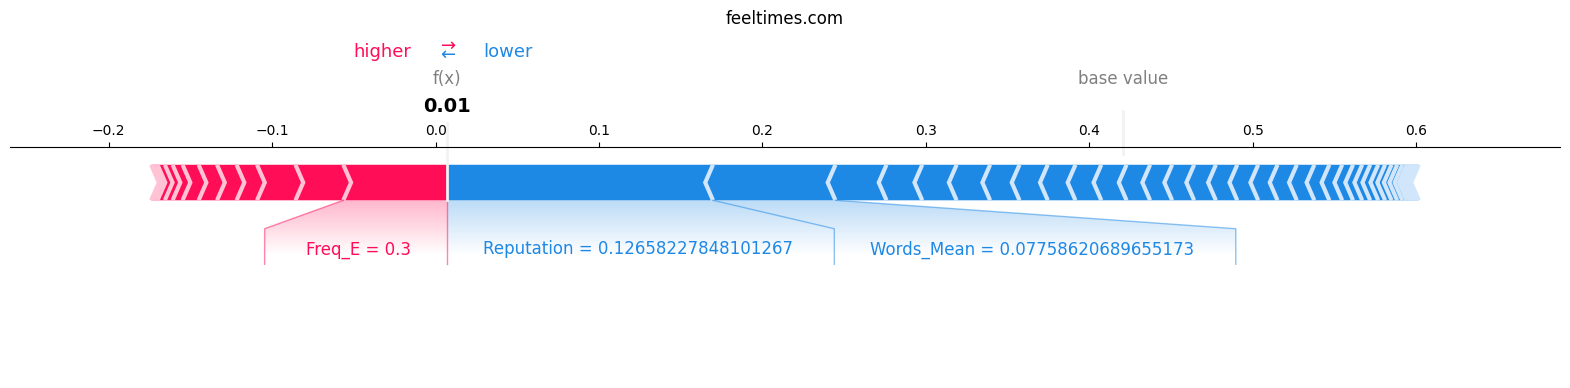 feeltimes.com
higher → lower
←
f(x) base value
0.01
−0.2 −0.1 0.0 0.1 0.2 0.3 0.4 0.5 0.6
Freq_E = 0.3 Reputation = 0.12658227848101267 Words_Mean = 0.07758620689655173